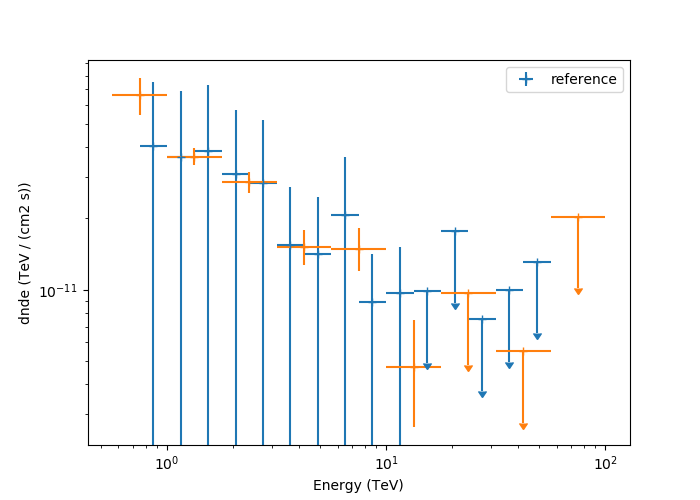 reference
dnde (TeV / (cm2 s))
10⁻¹¹
10⁰
10¹
10²
Energy (TeV)